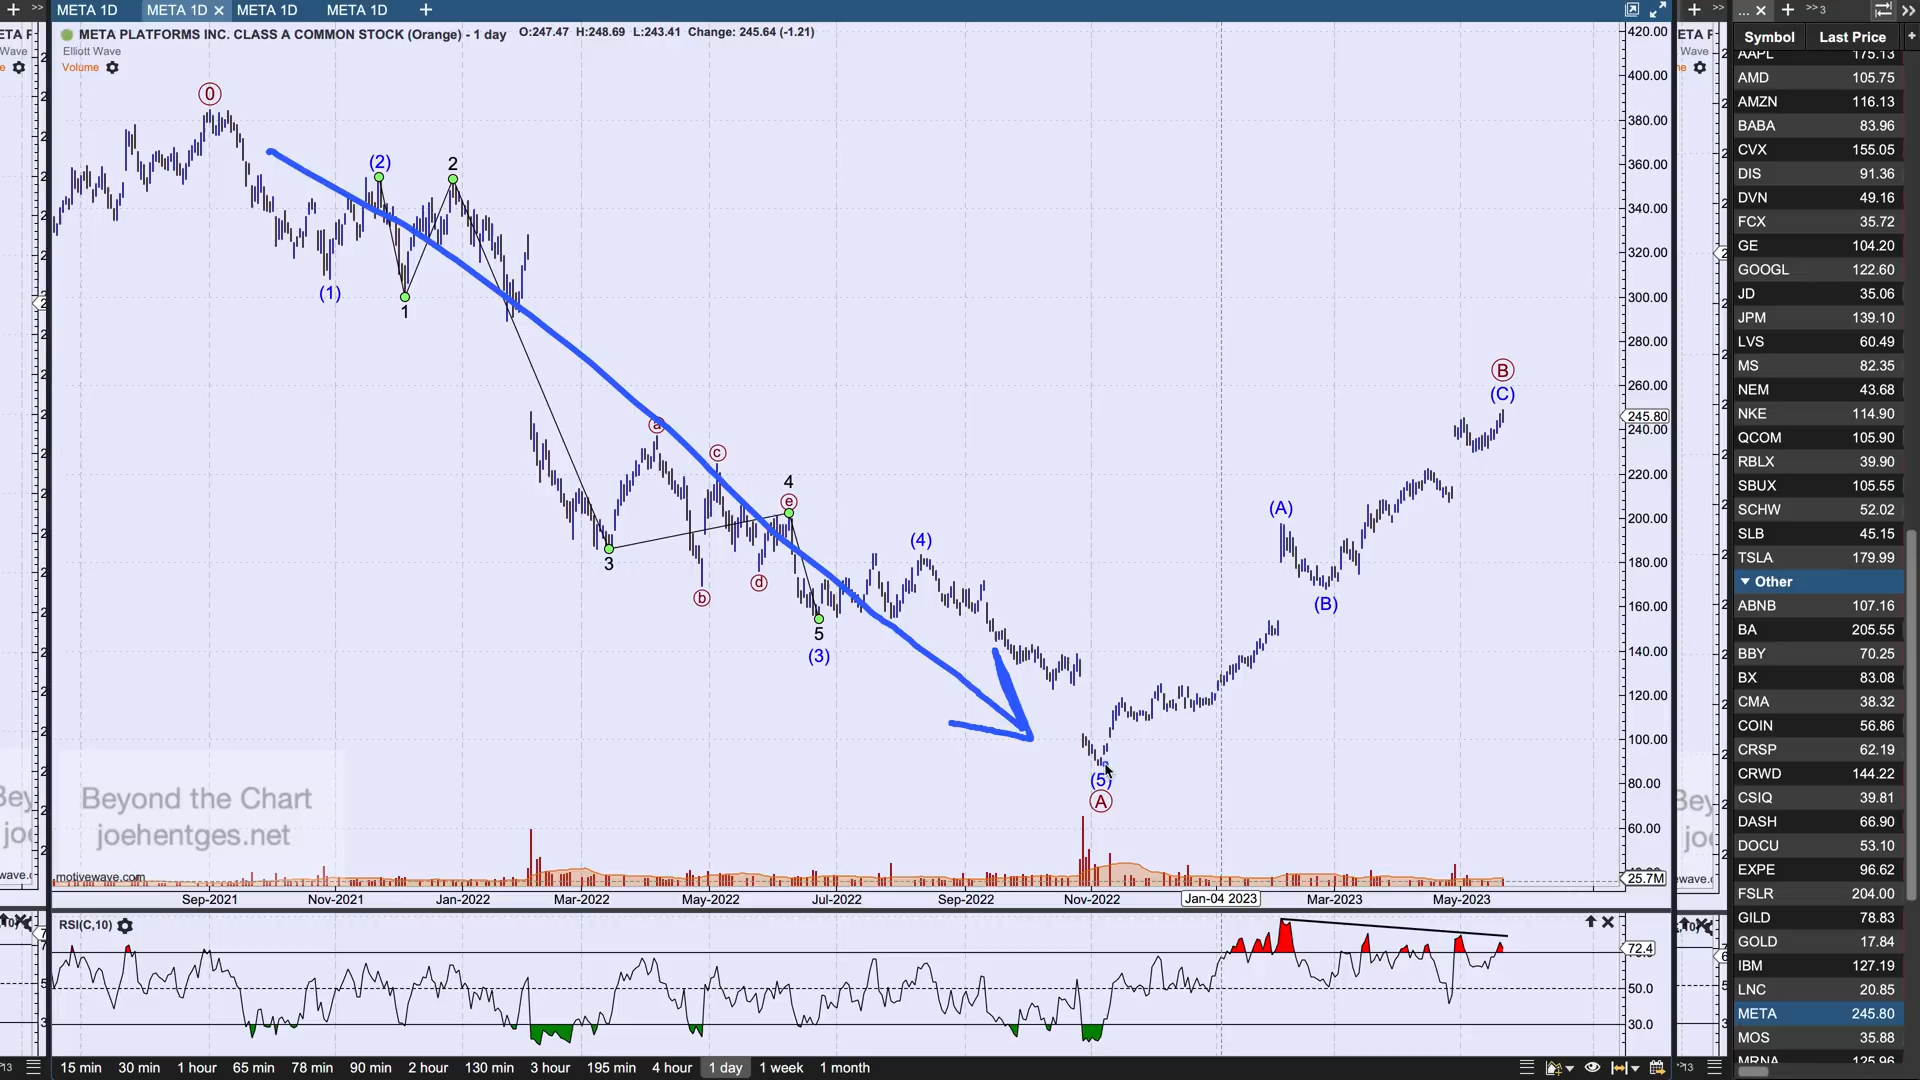 META 1D
META 1D
META 1D
META 1D
META PLATFORMS INC. CLASS A COMMON STOCK (Orange) - 1 day
O:247.47 H:248.69 L:243.41 Change: 245.64 (-1.21)
Elliott Wave
Volume
0
(2)
2
(1)
1
a
c
4
e
3
b
d
5
(3)
(4)
(5)
A
(A)
(B)
B
(C)
420.00
400.00
380.00
360.00
340.00
320.00
300.00
280.00
260.00
245.80
240.00
220.00
200.00
180.00
160.00
140.00
120.00
100.00
80.00
60.00
25.7M
Beyond the Chart
joehentges.net
motivewave.com
Sep-2021
Nov-2021
Jan-2022
Mar-2022
May-2022
Jul-2022
Sep-2022
Nov-2022
Jan-04 2023
Mar-2023
May-2023
RSI(C,10)
72.4
50.0
30.0
15 min
30 min
1 hour
65 min
78 min
90 min
2 hour
130 min
3 hour
195 min
4 hour
1 day
1 week
1 month
Symbol Last Price
AAPL 175.13
AMD 105.75
AMZN 116.13
BABA 83.96
CVX 155.05
DIS 91.36
DVN 49.16
FCX 35.72
GE 104.20
GOOGL 122.60
JD 35.06
JPM 139.10
LVS 60.49
MS 82.35
NEM 43.68
NKE 114.90
QCOM 105.90
RBLX 39.90
SBUX 105.55
SCHW 52.02
SLB 45.15
TSLA 179.99
Other
ABNB 107.16
BA 205.55
BBY 70.25
BX 83.08
CMA 38.32
COIN 56.86
CRSP 62.19
CRWD 144.22
CSIQ 39.81
DASH 66.90
DOCU 53.10
EXPE 96.62
FSLR 204.00
GILD 78.83
GOLD 17.84
IBM 127.19
LNC 20.85
META 245.80
MOS 35.88
MRNA 125.96